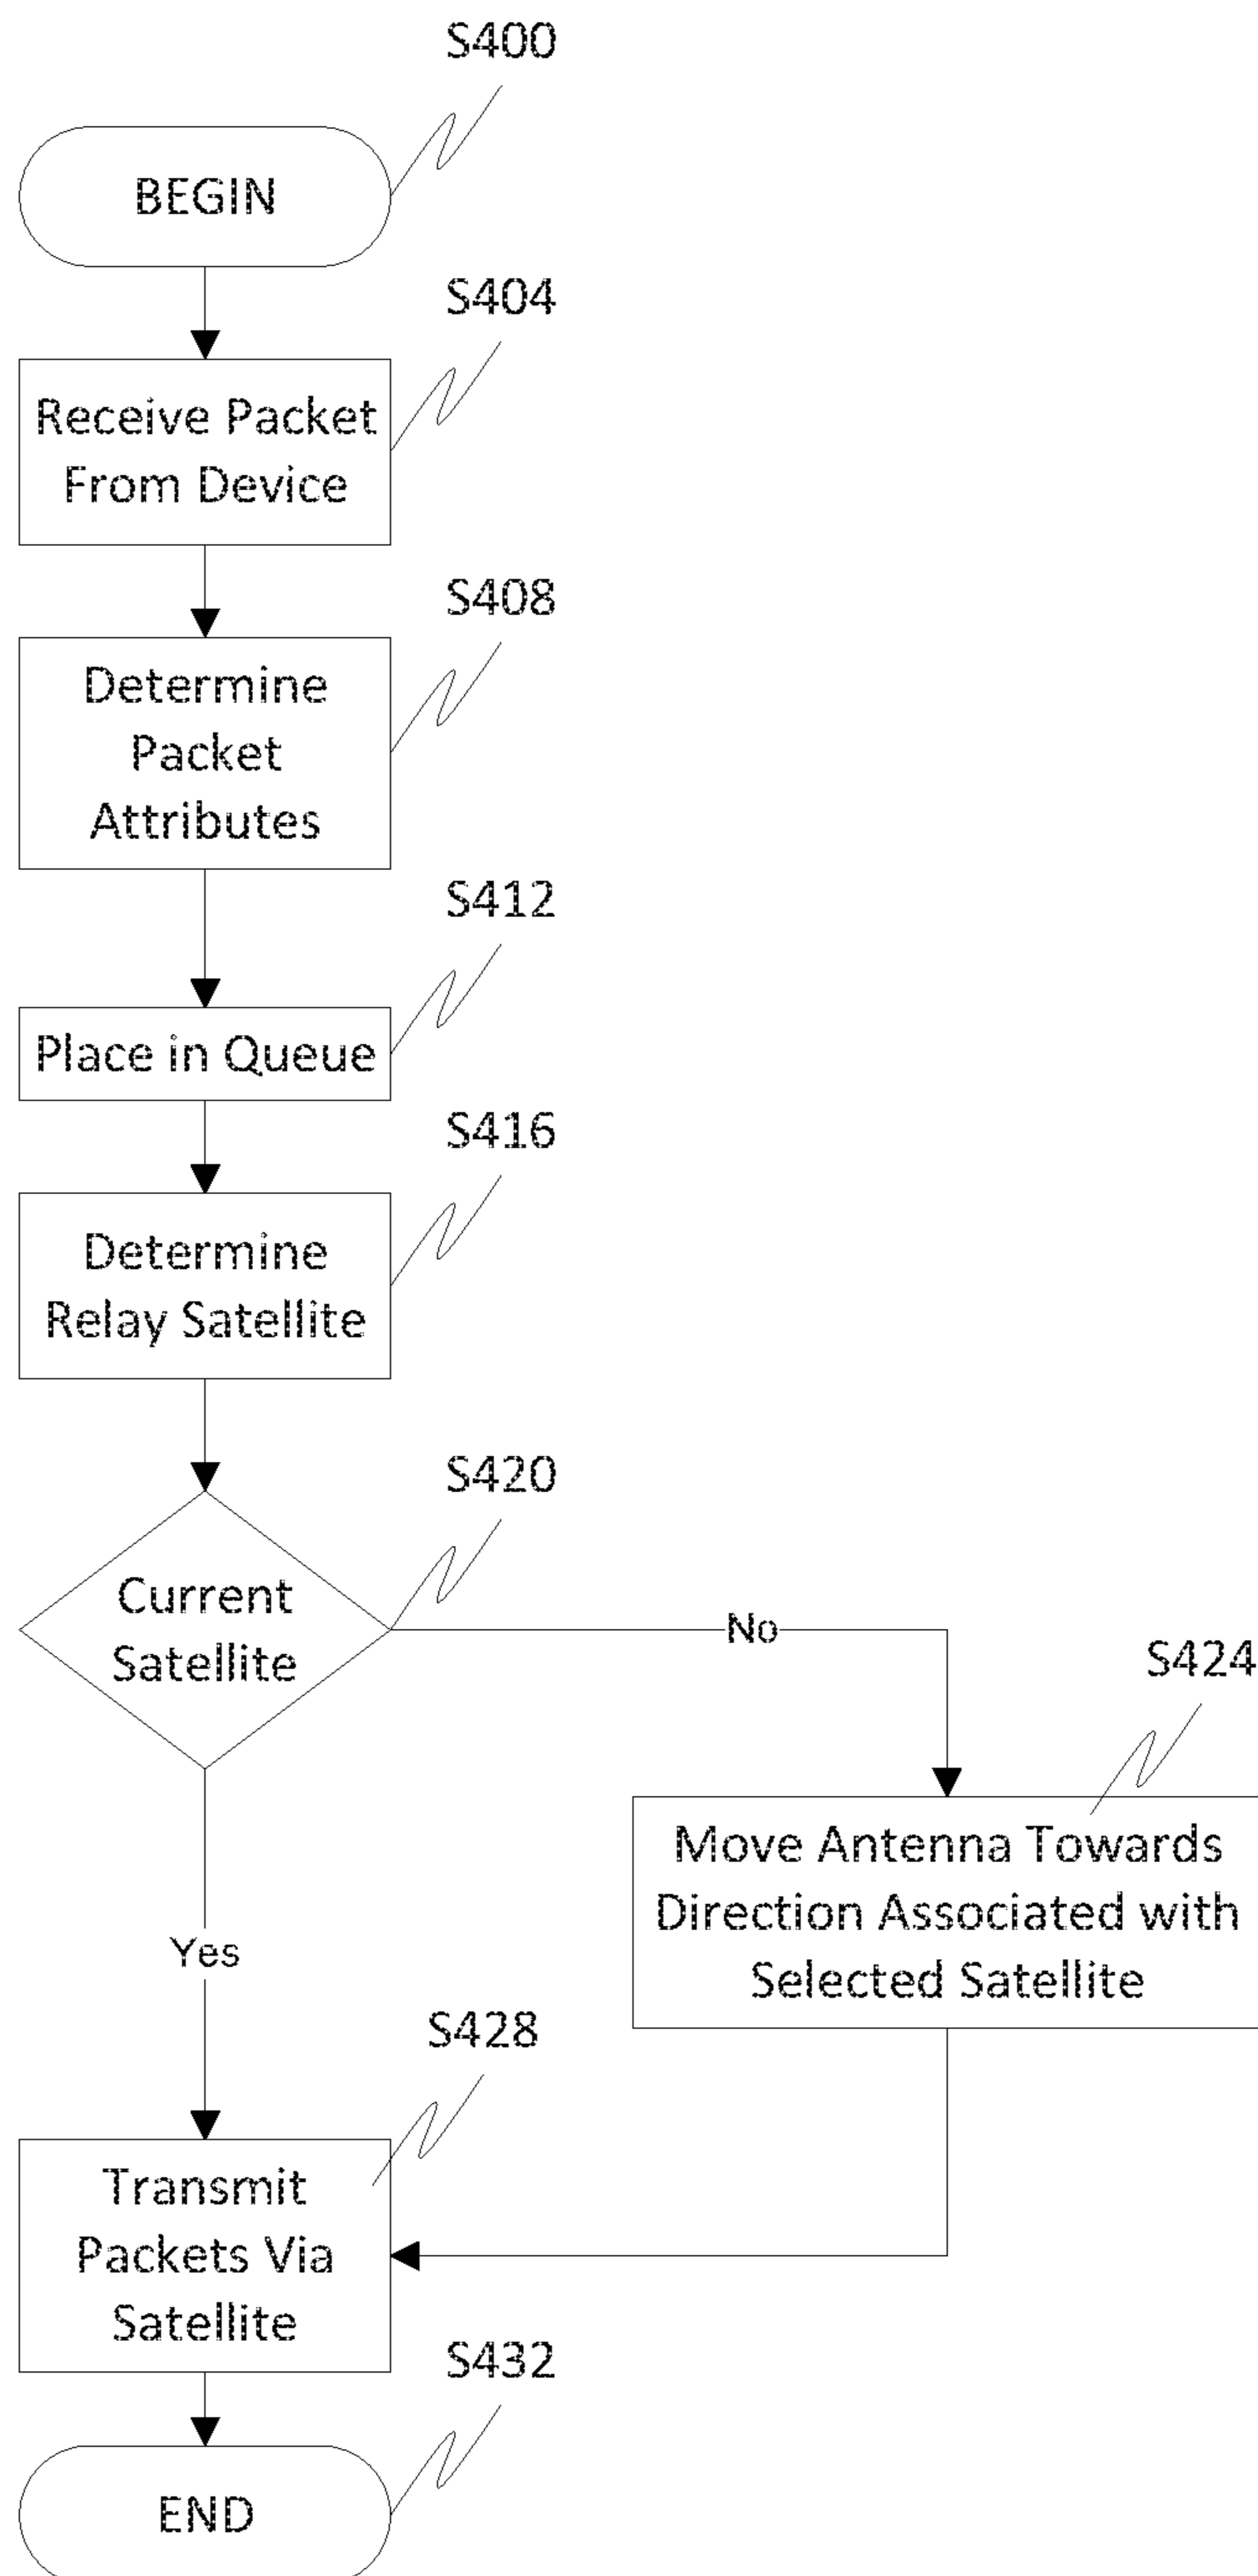 S400
BEGIN
S404
Receive Packet
From Device
S408
Determine
Packet
Attributes
S412
Place in Queue
S416
Determine
Relay Satellite
S420
Current
Satellite
No
S424
Move Antenna Towards
Direction Associated with
Selected Satellite
Yes
S428
Transmit
Packets Via
Satellite
S432
END